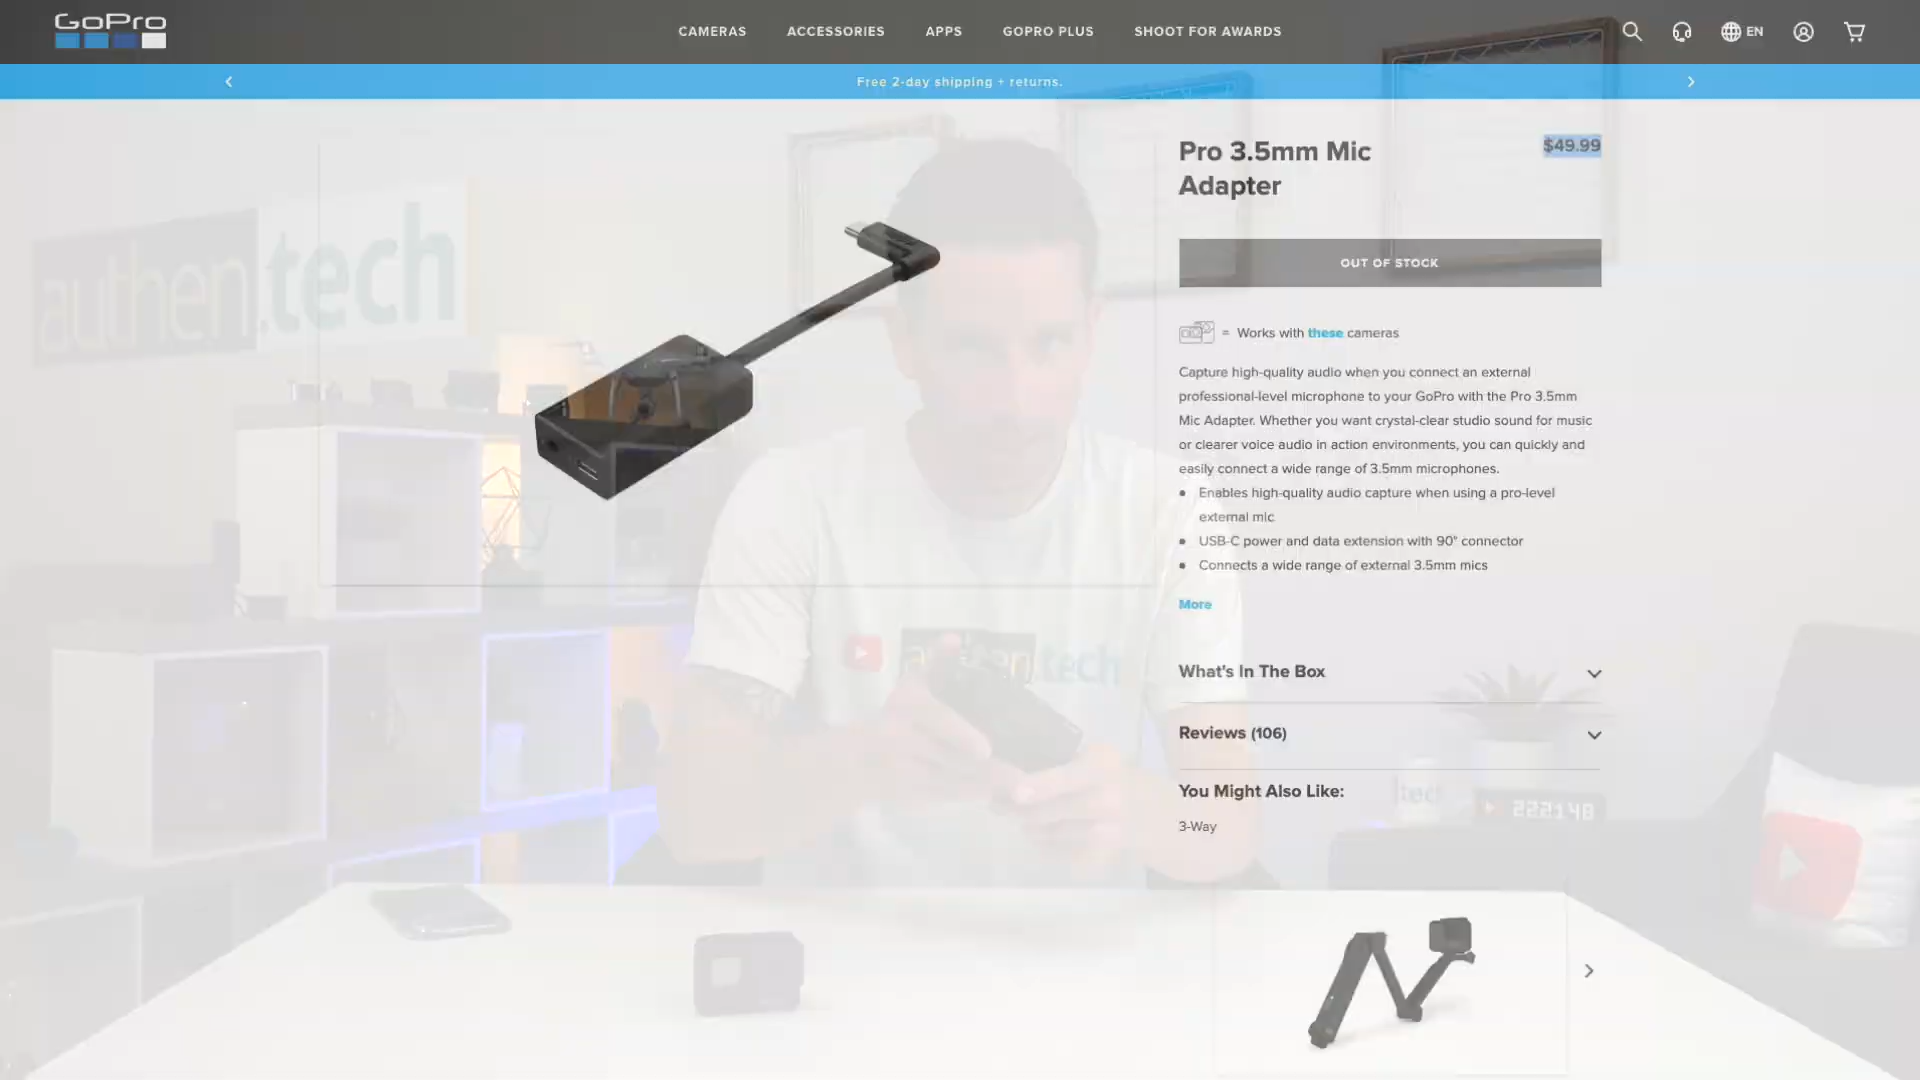 GoPro
CAMERAS
ACCESSORIES
APPS
GOPRO PLUS
SHOOT FOR AWARDS
EN
Free 2-day shipping + returns.
Pro 3.5mm Mic
Adapter
$49.99
OUT OF STOCK
= Works with these cameras
Capture high-quality audio when you connect an external
professional-level microphone to your GoPro with the Pro 3.5mm
Mic Adapter. Whether you want crystal-clear studio sound for music
or clearer voice audio in action environments, you can quickly and
easily connect a wide range of 3.5mm microphones.
• Enables high-quality audio capture when using a pro-level
external mic
• USB-C power and data extension with 90° connector
• Connects a wide range of external 3.5mm mics
More
What's In The Box
Reviews (106)
You Might Also Like:
3-Way
authen.tech
authen.tech
tech
222148